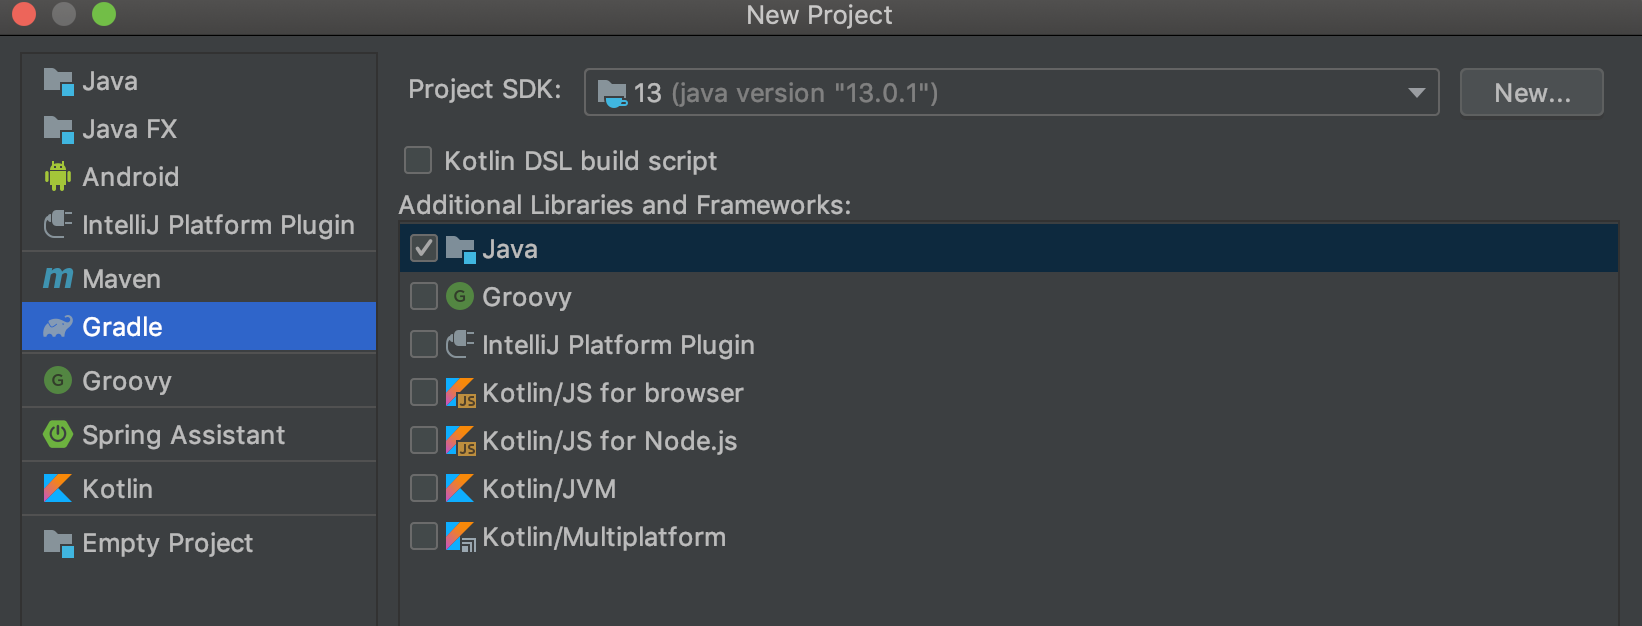 New Project
Java
Java FX
Android
IntelliJ Platform Plugin
Maven
Gradle
Groovy
Spring Assistant
Kotlin
Empty Project
Project SDK: 13 (java version "13.0.1") New...
Kotlin DSL build script
Additional Libraries and Frameworks:
Java
Groovy
IntelliJ Platform Plugin
Kotlin/JS for browser
Kotlin/JS for Node.js
Kotlin/JVM
Kotlin/Multiplatform